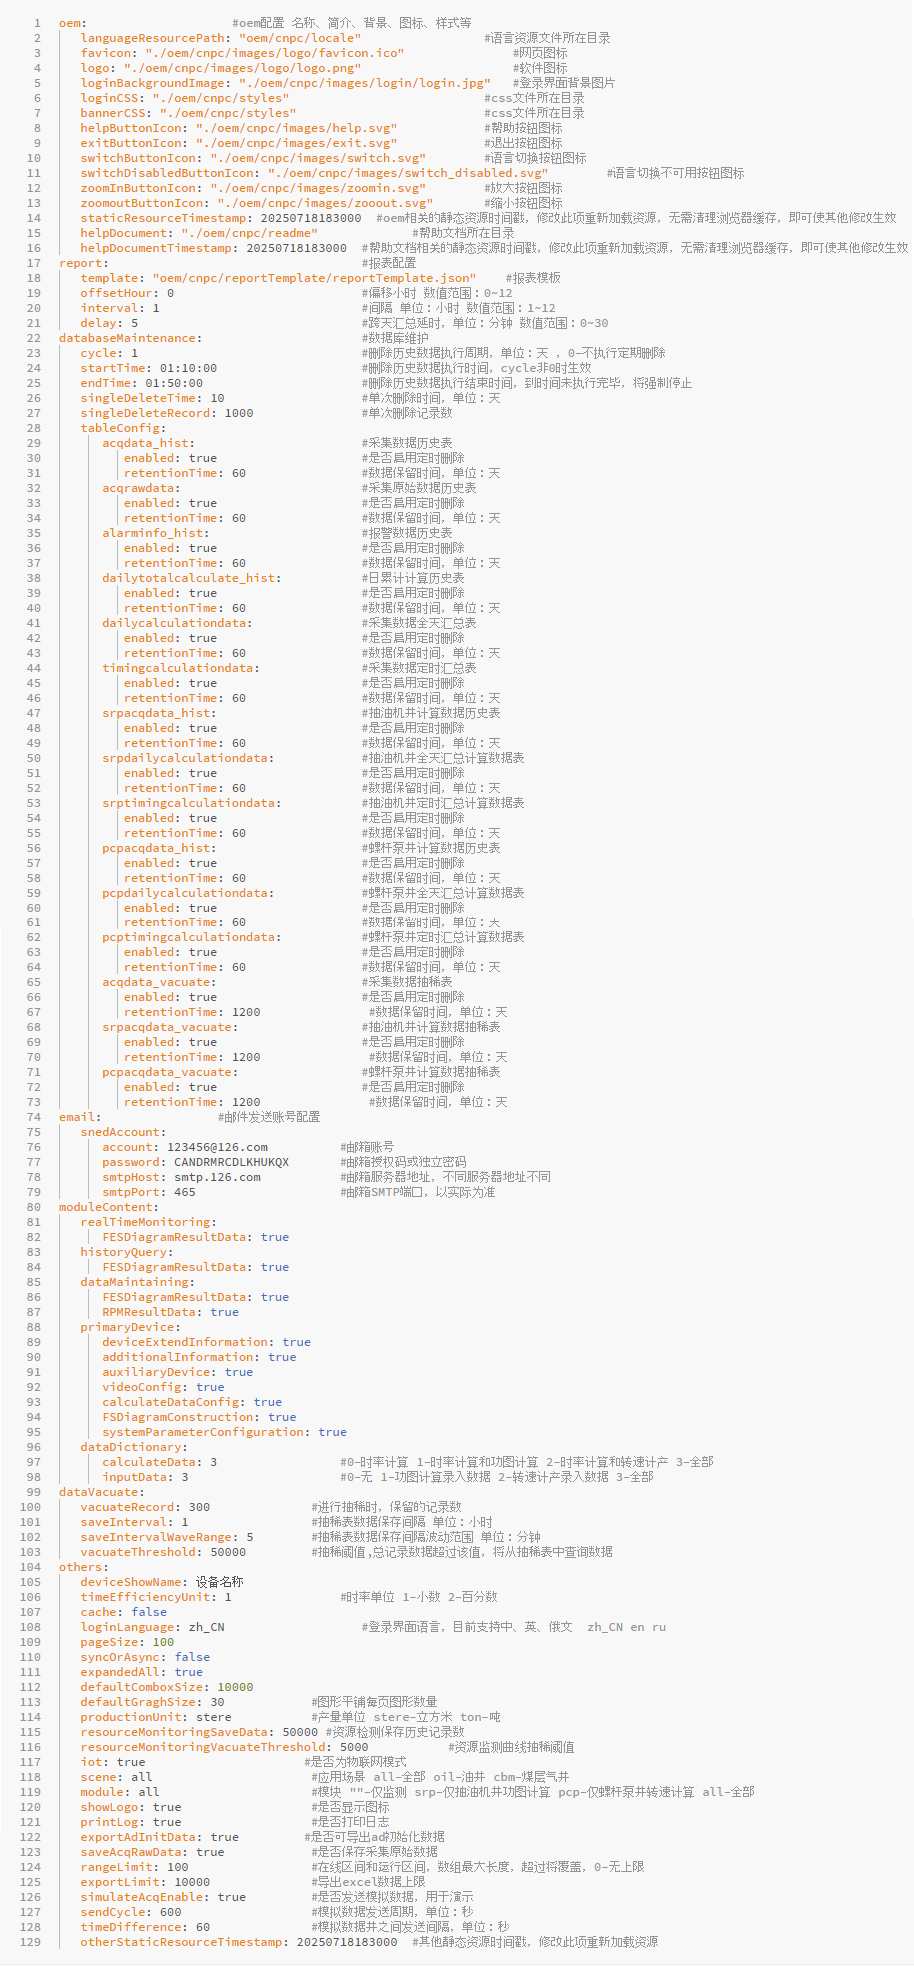 1 oem: #oem配置 名称、简介、背景、图标、样式等
2 languageResourcePath: "oem/cnpc/locale" #语言资源文件所在目录
3 favicon: "./oem/cnpc/images/logo/favicon.ico" #网页图标
4 logo: "./oem/cnpc/images/logo/logo.png" #软件图标
5 loginBackgroundImage: "./oem/cnpc/images/login/login.jpg" #登录界面背景图片
6 loginCSS: "./oem/cnpc/styles" #css文件所在目录
7 bannerCSS: "./oem/cnpc/styles" #css文件所在目录
8 helpButtonIcon: "./oem/cnpc/images/help.svg" #帮助按钮图标
9 exitButtonIcon: "./oem/cnpc/images/exit.svg" #退出按钮图标
10 switchButtonIcon: "./oem/cnpc/images/switch.svg" #语言切换按钮图标
11 switchDisabledButtonIcon: "./oem/cnpc/images/switch_disabled.svg" #语言切换不可用按钮图标
12 zoomInButtonIcon: "./oem/cnpc/images/zoomin.svg" #放大按钮图标
13 zoomoutButtonIcon: "./oem/cnpc/images/zooout.svg" #缩小按钮图标
14 staticResourceTimestamp: 20250718183000 #oem相关的静态资源时间戳，修改此项重新加载资源，无需清理浏览器缓存，即可使其他修改生效
15 helpDocument: "./oem/cnpc/readme" #帮助文档所在目录
16 helpDocumentTimestamp: 20250718183000 #帮助文档相关的静态资源时间戳，修改此项重新加载资源，无需清理浏览器缓存，即可使其他修改生效
17 report: #报表配置
18 template: "oem/cnpc/reportTemplate/reportTemplate.json" #报表模板
19 offsetHour: 0 #偏移小时 数值范围：0~12
20 interval: 1 #间隔 单位：小时 数值范围：1~12
21 delay: 5 #跨天汇总延时，单位：分钟 数值范围：0~30
22 databaseMaintenance: #数据库维护
23 cycle: 1 #删除历史数据执行周期，单位：天 ，0-不执行定期删除
24 startTime: 01:10:00 #删除历史数据执行时间，cycle非0时生效
25 endTime: 01:50:00 #删除历史数据执行结束时间，到时间未执行完毕，将强制停止
26 singleDeleteTime: 10 #单次删除时间，单位：天
27 singleDeleteRecord: 1000 #单次删除记录数
28 tableConfig:
29 acqdata_hist: #采集数据历史表
30 enabled: true #是否启用定时删除
31 retentionTime: 60 #数据保留时间，单位：天
32 acqrawdata: #采集原始数据历史表
33 enabled: true #是否启用定时删除
34 retentionTime: 60 #数据保留时间，单位：天
35 alarminfo_hist: #报警数据历史表
36 enabled: true #是否启用定时删除
37 retentionTime: 60 #数据保留时间，单位：天
38 dailytotalcalculate_hist: #日累计计算历史表
39 enabled: true #是否启用定时删除
40 retentionTime: 60 #数据保留时间，单位：天
41 dailycalculationdata: #采集数据全天汇总表
42 enabled: true #是否启用定时删除
43 retentionTime: 60 #数据保留时间，单位：天
44 timingcalculationdata: #采集数据定时汇总表
45 enabled: true #是否启用定时删除
46 retentionTime: 60 #数据保留时间，单位：天
47 srpacqdata_hist: #抽油机井计算数据历史表
48 enabled: true #是否启用定时删除
49 retentionTime: 60 #数据保留时间，单位：天
50 srpdailycalculationdata: #抽油机井全天汇总计算数据表
51 enabled: true #是否启用定时删除
52 retentionTime: 60 #数据保留时间，单位：天
53 srptimingcalculationdata: #抽油机井定时汇总计算数据表
54 enabled: true #是否启用定时删除
55 retentionTime: 60 #数据保留时间，单位：天
56 pcpacqdata_hist: #螺杆泵井计算数据历史表
57 enabled: true #是否启用定时删除
58 retentionTime: 60 #数据保留时间，单位：天
59 pcpdailycalculationdata: #螺杆泵井全天汇总计算数据表
60 enabled: true #是否启用定时删除
61 retentionTime: 60 #数据保留时间，单位：天
62 pcptimingcalculationdata: #螺杆泵井定时汇总计算数据表
63 enabled: true #是否启用定时删除
64 retentionTime: 60 #数据保留时间，单位：天
65 acqdata_vacuate: #采集数据抽稀表
66 enabled: true #是否启用定时删除
67 retentionTime: 1200 #数据保留时间，单位：天
68 srpacqdata_vacuate: #抽油机井计算数据抽稀表
69 enabled: true #是否启用定时删除
70 retentionTime: 1200 #数据保留时间，单位：天
71 pcpacqdata_vacuate: #螺杆泵井计算数据抽稀表
72 enabled: true #是否启用定时删除
73 retentionTime: 1200 #数据保留时间，单位：天
74 email: #邮件发送账号配置
75 snedAccount:
76 account: 123456@126.com #邮箱账号
77 password: CANDRMRCDLKHUKQX #邮箱授权码或独立密码
78 smtpHost: smtp.126.com #邮箱服务器地址，不同服务器地址不同
79 smtpPort: 465 #邮箱SMTP端口，以实际为准
80 moduleContent:
81 realTimeMonitoring:
82 FESDiagramResultData: true
83 historyQuery:
84 FESDiagramResultData: true
85 dataMaintaining:
86 FESDiagramResultData: true
87 RPMResultData: true
88 primaryDevice:
89 deviceExtendInformation: true
90 additionalInformation: true
91 auxiliaryDevice: true
92 videoConfig: true
93 calculateDataConfig: true
94 FSDiagramConstruction: true
95 systemParameterConfiguration: true
96 dataDictionary:
97 calculateData: 3 #0-时率计算 1-时率计算和功图计算 2-时率计算和转速计产 3-全部
98 inputData: 3 #0-无 1-功图计算录入数据 2-转速计产录入数据 3-全部
99 dataVacuate:
100 vacuateRecord: 300 #进行抽稀时，保留的记录数
101 saveInterval: 1 #抽稀表数据保存间隔 单位：小时
102 saveIntervalWaveRange: 5 #抽稀表数据保存间隔波动范围 单位：分钟
103 vacuateThreshold: 50000 #抽稀阈值,总记录数据超过该值，将从抽稀表中查询数据
104 others:
105 deviceShowName: 设备名称
106 timeEfficiencyUnit: 1 #时率单位 1-小数 2-百分数
107 cache: false
108 loginLanguage: zh_CN #登录界面语言，目前支持中、英、俄文 zh_CN en ru
109 pageSize: 100
110 syncOrAsync: false
111 expandedAll: true
112 defaultComboxSize: 10000
113 defaultGraghSize: 30 #图形平铺每页图形数量
114 productionUnit: stere #产量单位 stere-立方米 ton-吨
115 resourceMonitoringSaveData: 50000 #资源检测保存历史记录数
116 resourceMonitoringVacuateThreshold: 5000 #资源监测曲线抽稀阈值
117 iot: true #是否为物联网模式
118 scene: all #应用场景 all-全部 oil-油井 cbm-煤层气井
119 module: all #模块 ""-仅监测 srp-仅抽油机井功图计算 pcp-仅螺杆泵井转速计算 all-全部
120 showLogo: true #是否显示图标
121 printLog: true #是否打印日志
122 exportAdInitData: true #是否可导出ad初始化数据
123 saveAcqRawData: true #是否保存采集原始数据
124 rangeLimit: 100 #在线区间和运行区间，数组最大长度，超过将覆盖，0-无上限
125 exportLimit: 10000 #导出excel数据上限
126 simulateAcqEnable: true #是否发送模拟数据，用于演示
127 sendCycle: 600 #模拟数据发送周期，单位：秒
128 timeDifference: 60 #模拟数据井之间发送间隔，单位：秒
129 otherStaticResourceTimestamp: 20250718183000 #其他静态资源时间戳，修改此项重新加载资源